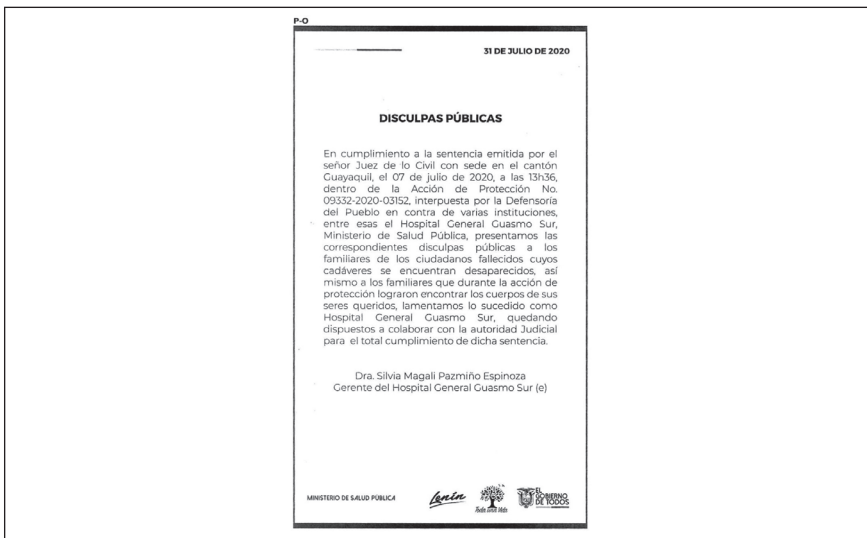 P-O
31 DE JULIO DE 2020
DISCULPAS PÚBLICAS
En cumplimiento a la sentencia emitida por el
señor Juez de lo Civil con sede en el cantón
Guayaquil, el 07 de julio de 2020, a las 13h36,
dentro de la Acción de Protección No.
09332-2020-03152, interpuesta por la Defensoría
del Pueblo en contra de varias instituciones,
entre esas el Hospital General Guasmo Sur,
Ministerio de Salud Pública, presentamos las
correspondientes disculpas públicas a los
familiares de los ciudadanos fallecidos cuyos
cadáveres se encuentran desaparecidos, así
mismo a los familiares que durante la acción de
protección lograron encontrar los cuerpos de sus
seres queridos, lamentamos lo sucedido como
Hospital General Guasmo Sur, quedando
dispuestos a colaborar con la autoridad Judicial
para el total cumplimiento de dicha sentencia.
Dra. Silvia Magali Pazmiño Espinoza
Gerente del Hospital General Guasmo Sur (e)
MINISTERIO DE SALUD PÚBLICA
Lenín
Toda una Vida
EL
GOBIERNO
DE TODOS